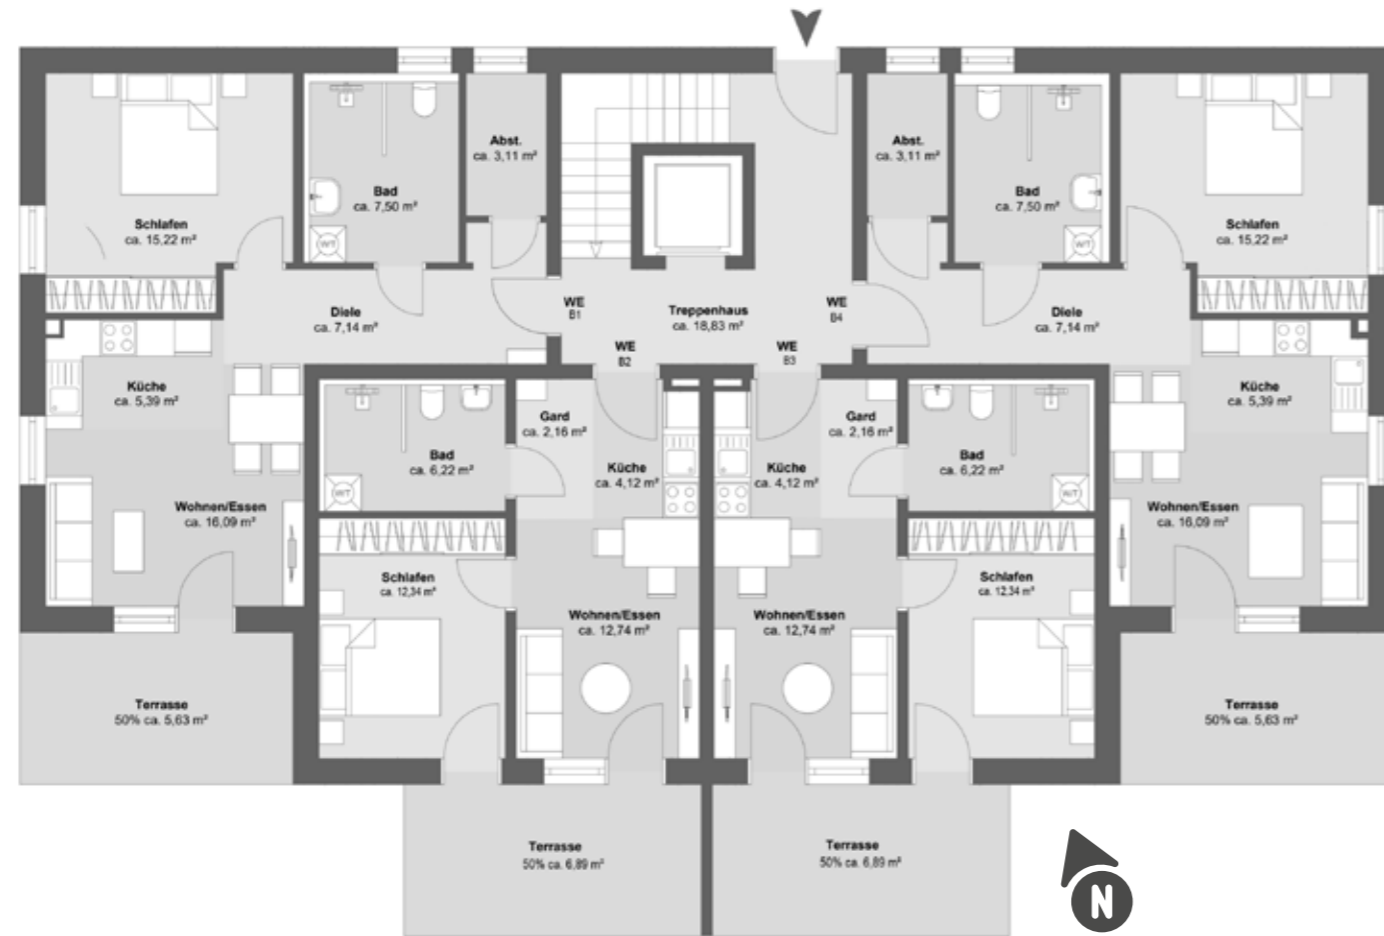 Abst.
ca. 3,11 m²
Abst.
ca. 3,11 m²
Bad
ca. 7,50 m²
Bad
ca. 7,50 m²
Schlafen
ca. 15,22 m²
Schlafen
ca. 15,22 m²
WT
WT
Diele
ca. 7,14 m²
WE
B1
Treppenhaus
ca. 18,83 m²
WE
B4
Diele
ca. 7,14 m²
WE
B2
WE
B3
Küche
ca. 5,39 m²
Küche
ca. 5,39 m²
Gard
ca. 2,16 m²
Gard
ca. 2,16 m²
Bad
ca. 6,22 m²
Küche
ca. 4,12 m²
Küche
ca. 4,12 m²
Bad
ca. 6,22 m²
WT
WT
Wohnen/Essen
ca. 16,09 m²
Wohnen/Essen
ca. 16,09 m²
Schlafen
ca. 12,34 m²
Schlafen
ca. 12,34 m²
Wohnen/Essen
ca. 12,74 m²
Wohnen/Essen
ca. 12,74 m²
Terrasse
50% ca. 5,63 m²
Terrasse
50% ca. 5,63 m²
Terrasse
50% ca. 6,89 m²
Terrasse
50% ca. 6,89 m²
N